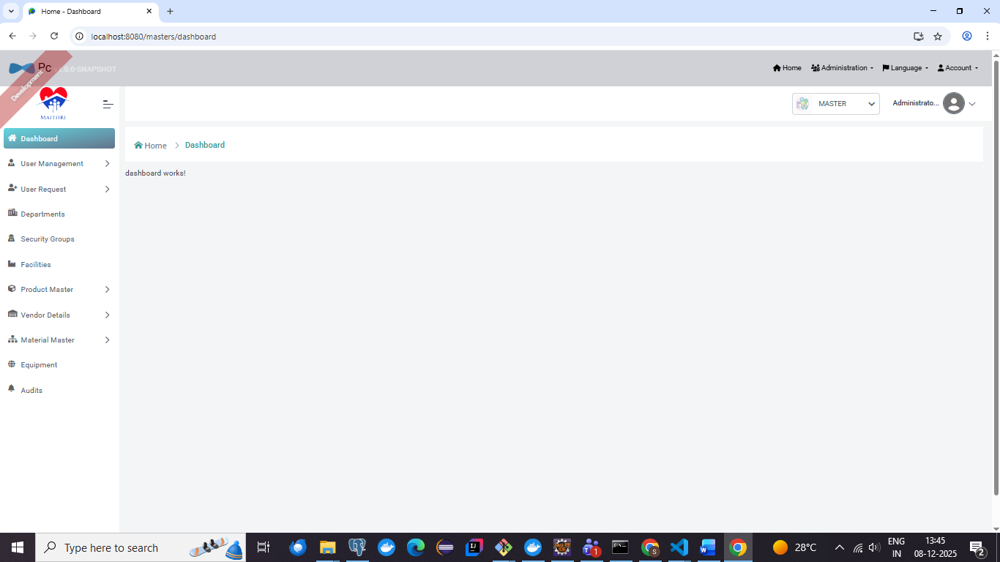 Home - Dashboard
localhost:8080/masters/dashboard
Pc
.0.0-SNAPSHOT
Home
Administration
Language
Account
Development
MAITHRI
MASTER
Administrato...
Dashboard
Home
Dashboard
User Management
dashboard works!
User Request
Departments
Security Groups
Facilities
Product Master
Vendor Details
Material Master
Equipment
Audits
Type here to search
1
28°C
ENG
IN
13:45
08-12-2025
2